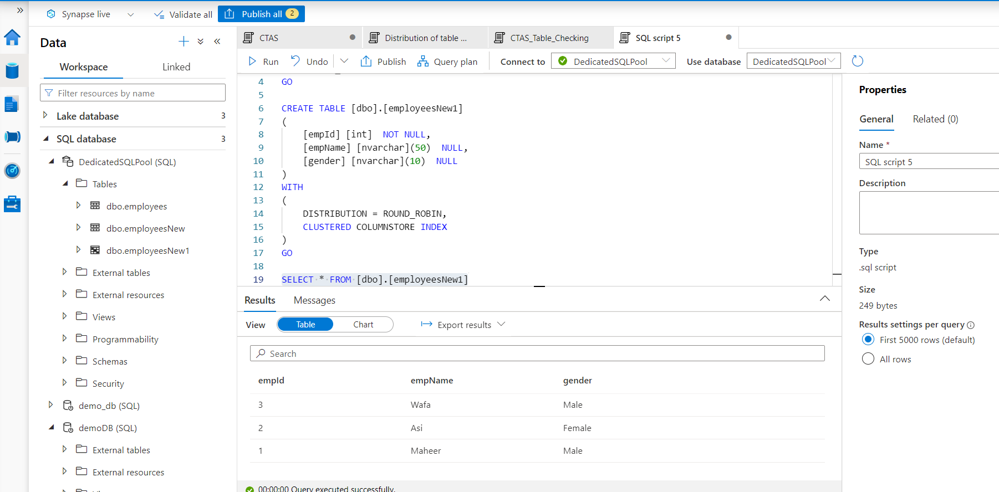 Synapse live
Validate all
Publish all 2
Data
Workspace Linked
Filter resources by name
Lake database 3
SQL database 3
DedicatedSQLPool (SQL)
Tables
dbo.employees
dbo.employeesNew
dbo.employeesNew1
External tables
External resources
Views
Programmability
Schemas
Security
demo_db (SQL)
demoDB (SQL)
External tables
External resources
CTAS
Distribution of table ...
CTAS_Table_Checking
SQL script 5
Run Undo Publish Query plan Connect to DedicatedSQLPool Use database DedicatedSQLPool
4 GO
5
6 CREATE TABLE [dbo].[employeesNew1]
7 (
8 [empId] [int] NOT NULL,
9 [empName] [nvarchar](50) NULL,
10 [gender] [nvarchar](10) NULL
11 )
12 WITH
13 (
14 DISTRIBUTION = ROUND_ROBIN,
15 CLUSTERED COLUMNSTORE INDEX
16 )
17 GO
18
19 SELECT * FROM [dbo].[employeesNew1]
Results Messages
View Table Chart Export results
Search
empId empName gender
3 Wafa Male
2 Asi Female
1 Maheer Male
00:00:00 Query executed successfully.
Properties
General Related (0)
Name *
SQL script 5
Description
Type
.sql script
Size
249 bytes
Results settings per query
First 5000 rows (default)
All rows